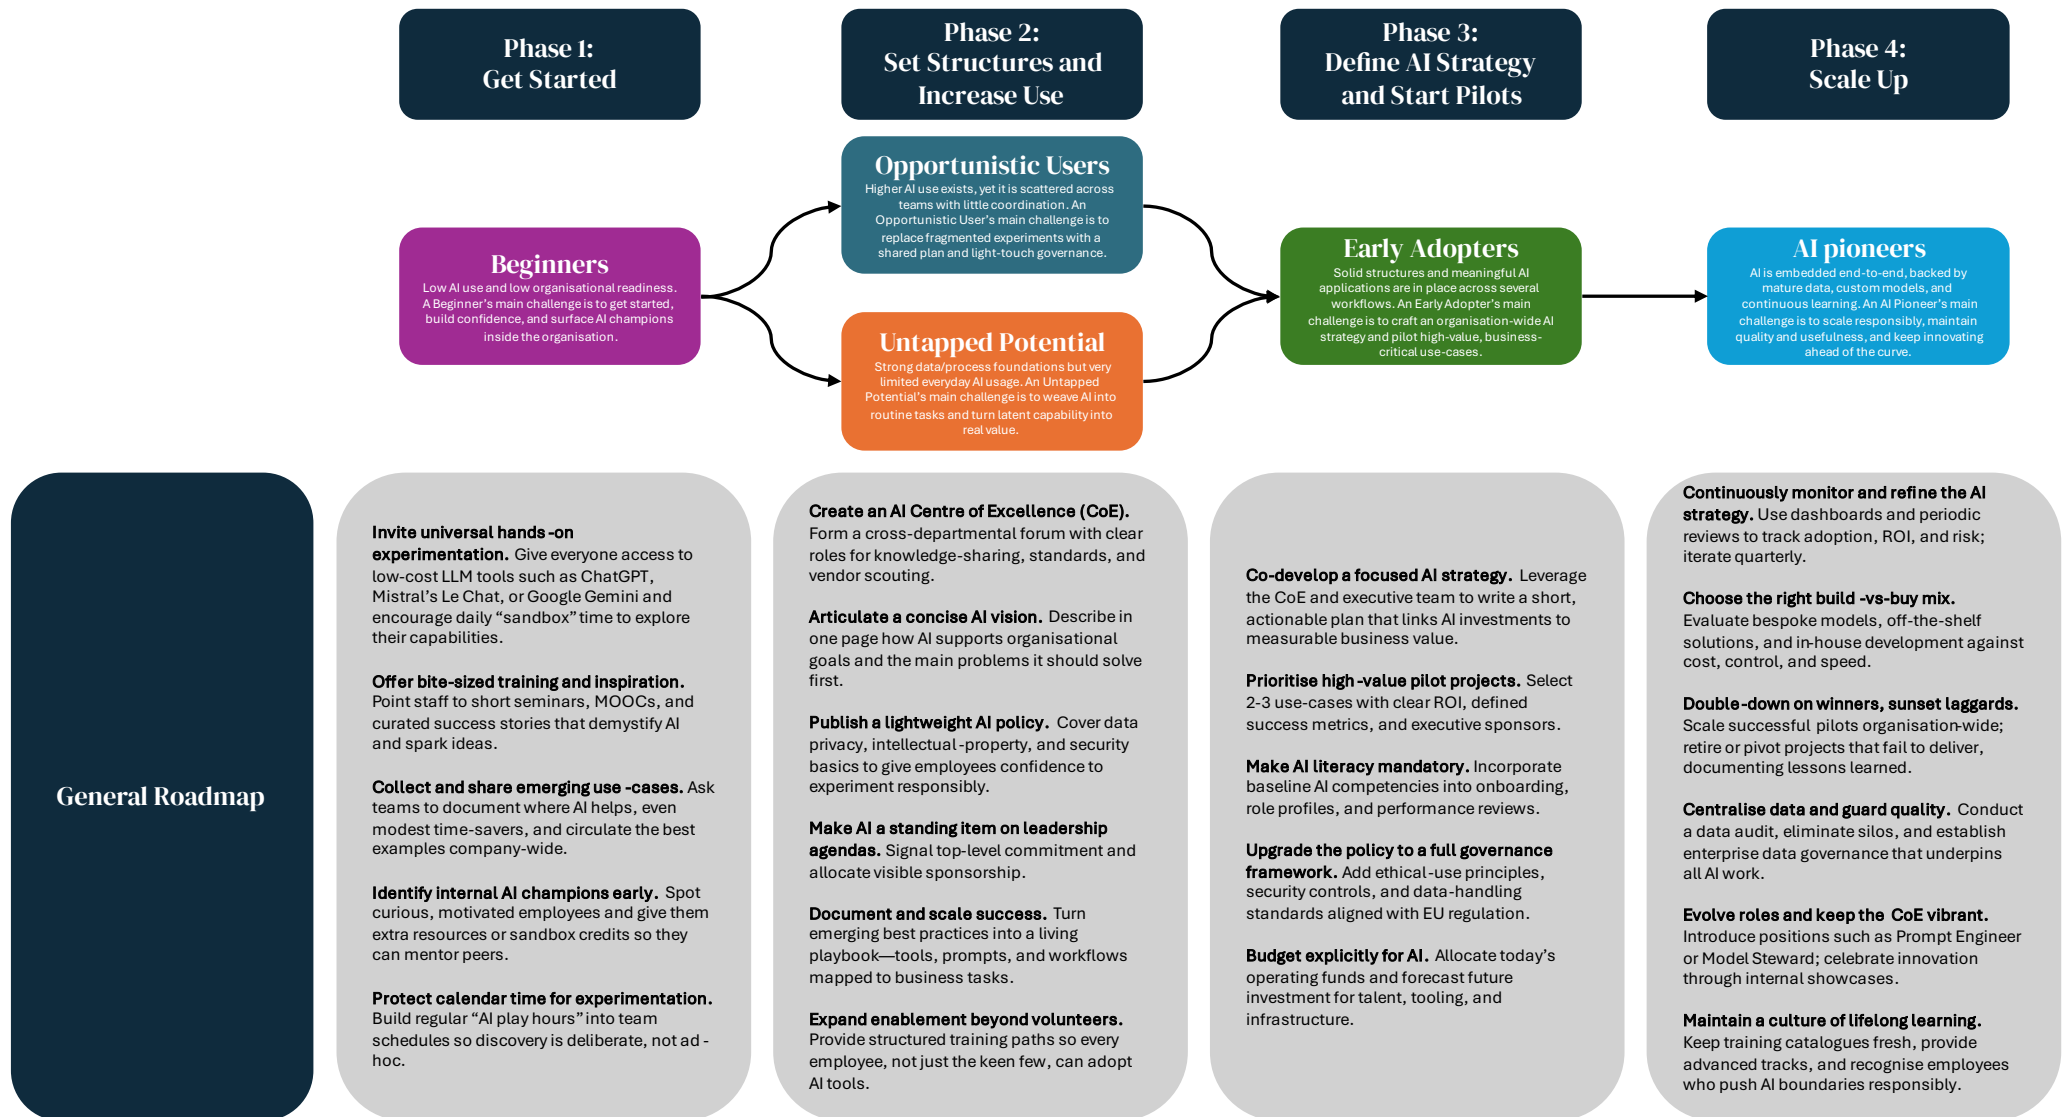 Phase 1:
Get Started
Phase 2:
Set Structures and
Increase Use
Phase 3:
Define AI Strategy
and Start Pilots
Phase 4:
Scale Up
Beginners
Low AI use and low organisational readiness.
A Beginner's main challenge is to get started,
build confidence, and surface AI champions
inside the organisation.
Opportunistic Users
Higher AI use exists, yet it is scattered across
teams with little coordination. An
Opportunistic User's main challenge is to
replace fragmented experiments with a
shared plan and light-touch governance.
Untapped Potential
Strong data/process foundations but very
limited everyday AI usage. An Untapped
Potential's main challenge is to weave AI into
routine tasks and turn latent capability into
real value.
Early Adopters
Solid structures and meaningful AI
applications are in place across several
workflows. An Early Adopter's main
challenge is to craft an organisation-wide AI
strategy and pilot high-value, business-
critical use-cases.
AI pioneers
AI is embedded end-to-end, backed by
mature data, custom models, and
continuous learning. An AI Pioneer's main
challenge is to scale responsibly, maintain
quality and usefulness, and keep innovating
ahead of the curve.
General Roadmap
Invite universal hands-on
experimentation. Give everyone access to
low-cost LLM tools such as ChatGPT,
Mistral's Le Chat, or Google Gemini and
encourage daily “sandbox” time to explore
their capabilities.
Offer bite-sized training and inspiration.
Point staff to short seminars, MOOCs, and
curated success stories that demystify AI
and spark ideas.
Collect and share emerging use-cases. Ask
teams to document where AI helps, even
modest time-savers, and circulate the best
examples company-wide.
Identify internal AI champions early. Spot
curious, motivated employees and give them
extra resources or sandbox credits so they
can mentor peers.
Protect calendar time for experimentation.
Build regular “AI play hours” into team
schedules so discovery is deliberate, not ad-
hoc.
Create an AI Centre of Excellence (CoE).
Form a cross-departmental forum with clear
roles for knowledge-sharing, standards, and
vendor scouting.
Articulate a concise AI vision. Describe in
one page how AI supports organisational
goals and the main problems it should solve
first.
Publish a lightweight AI policy. Cover data
privacy, intellectual-property, and security
basics to give employees confidence to
experiment responsibly.
Make AI a standing item on leadership
agendas. Signal top-level commitment and
allocate visible sponsorship.
Document and scale success. Turn
emerging best practices into a living
playbook—tools, prompts, and workflows
mapped to business tasks.
Expand enablement beyond volunteers.
Provide structured training paths so every
employee, not just the keen few, can adopt
AI tools.
Co-develop a focused AI strategy. Leverage
the CoE and executive team to write a short,
actionable plan that links AI investments to
measurable business value.
Prioritise high-value pilot projects. Select
2-3 use-cases with clear ROI, defined
success metrics, and executive sponsors.
Make AI literacy mandatory. Incorporate
baseline AI competencies into onboarding,
role profiles, and performance reviews.
Upgrade the policy to a full governance
framework. Add ethical-use principles,
security controls, and data-handling
standards aligned with EU regulation.
Budget explicitly for AI. Allocate today's
operating funds and forecast future
investment for talent, tooling, and
infrastructure.
Continuously monitor and refine the AI
strategy. Use dashboards and periodic
reviews to track adoption, ROI, and risk;
iterate quarterly.
Choose the right build-vs-buy mix.
Evaluate bespoke models, off-the-shelf
solutions, and in-house development against
cost, control, and speed.
Double-down on winners, sunset laggards.
Scale successful pilots organisation-wide;
retire or pivot projects that fail to deliver,
documenting lessons learned.
Centralise data and guard quality. Conduct
a data audit, eliminate silos, and establish
enterprise data governance that underpins
all AI work.
Evolve roles and keep the CoE vibrant.
Introduce positions such as Prompt Engineer
or Model Steward; celebrate innovation
through internal showcases.
Maintain a culture of lifelong learning.
Keep training catalogues fresh, provide
advanced tracks, and recognise employees
who push AI boundaries responsibly.